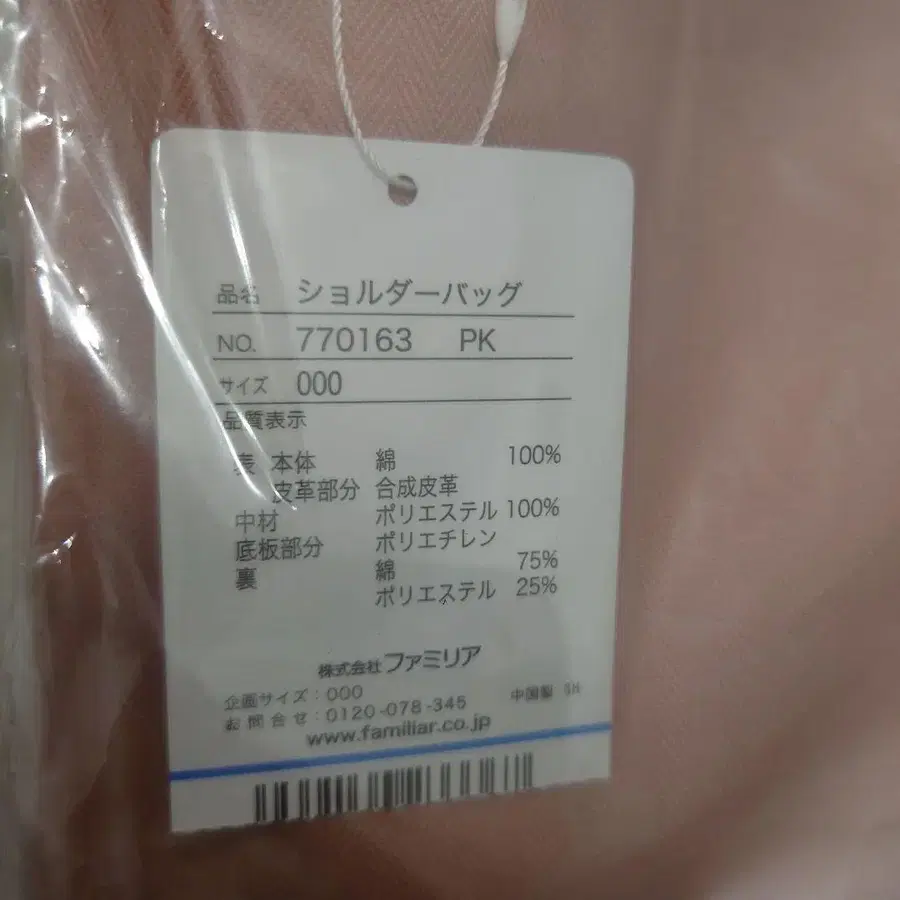 品名 ショルダーバッグ
NO. 770163 PK
サイズ 000
品質表示
表 本体 綿 100%
皮革部分 合成皮革
中材 ポリエステル 100%
底板部分 ポリエチレン
裏 綿 75%
ポリエステル 25%
株式会社 ファミリア
企画サイズ:000
お問合せ:0120-078-345 中国製 SH
www.familiar.co.jp